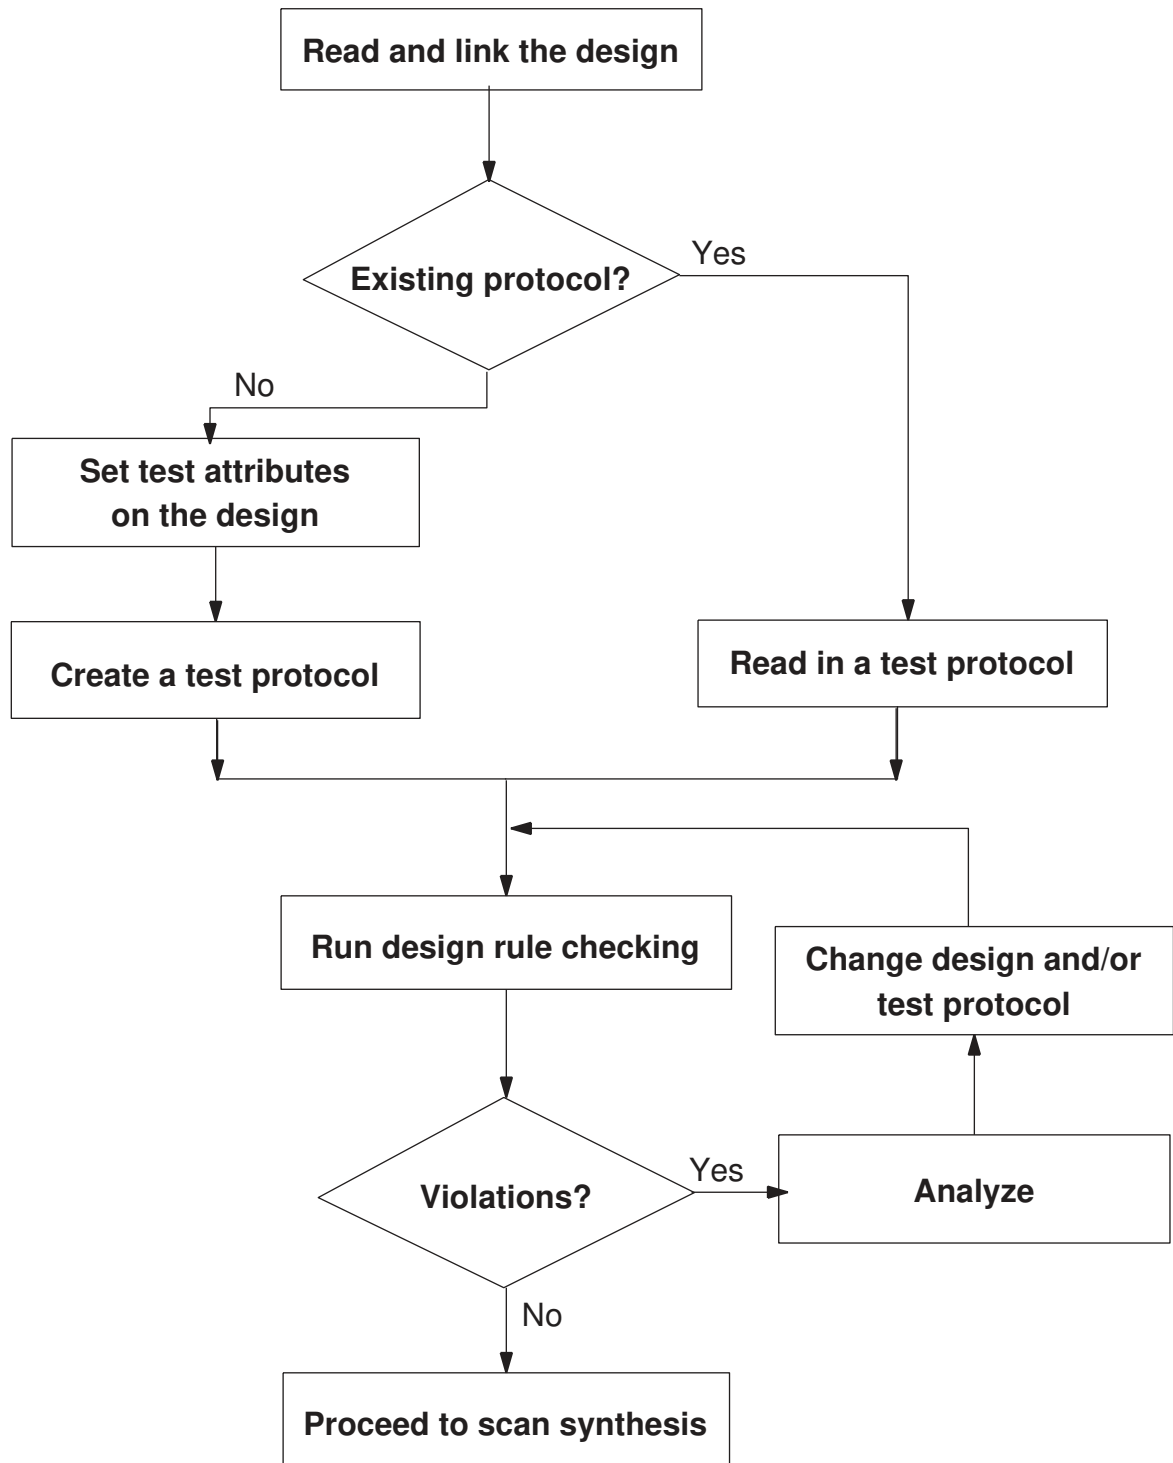 Read and link the design
Existing protocol?
Yes
No
Set test attributes
on the design
Create a test protocol
Read in a test protocol
Run design rule checking
Change design and/or
test protocol
Violations?
Yes
Analyze
No
Proceed to scan synthesis